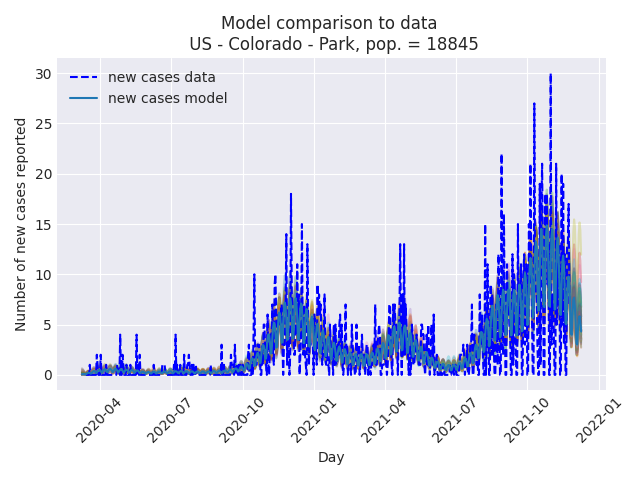 Model comparison to data
US - Colorado - Park, pop. = 18845
new cases data
new cases model
Number of new cases reported
30
25
20
15
10
5
0
2020-04
2020-07
2020-10
2021-01
2021-04
2021-07
2021-10
2022-01
Day